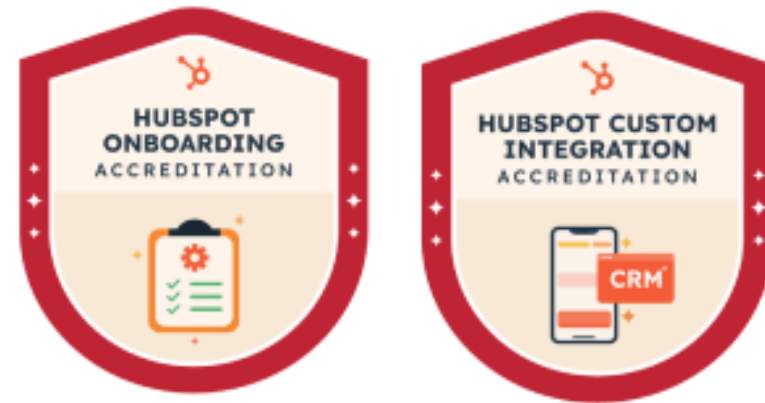 HUBSPOT
ONBOARDING
ACCREDITATION
HUBSPOT CUSTOM
INTEGRATION
ACCREDITATION
CRM